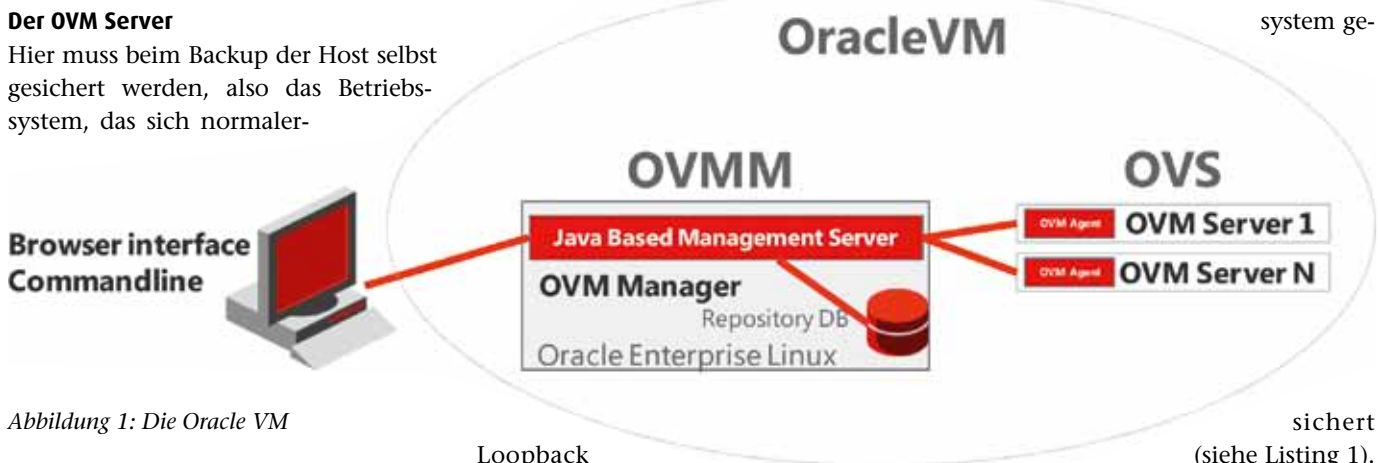 Der OVM Server
Hier muss beim Backup der Host selbst
gesichert werden, also das Betriebs-
system, das sich normaler-
system ge-
OracleVM
OVMM
OVS
Browser interface
Commandline
Java Based Management Server
OVM Manager
Repository DB
Oracle Enterprise Linux
OVM Agent
OVM Server 1
OVM Agent
OVM Server N
Abbildung 1: Die Oracle VM
Loopback
sichert
(siehe Listing 1).